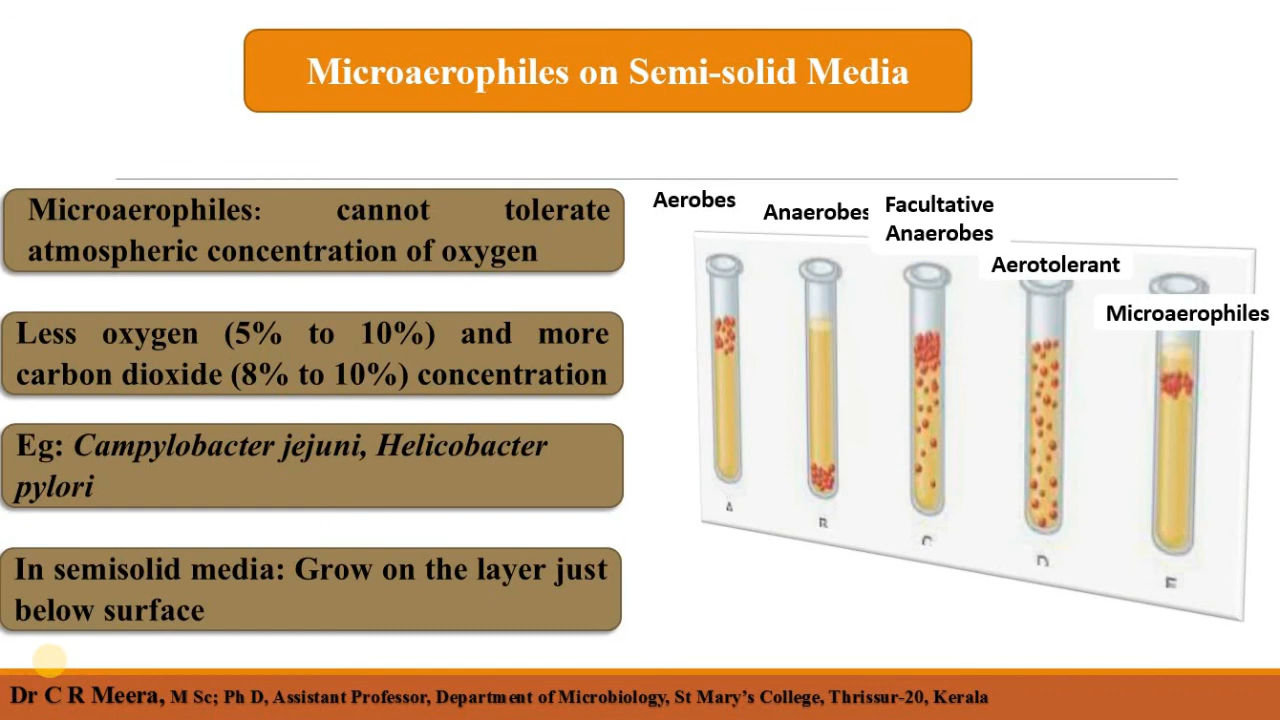 Microaerophiles on Semi-solid Media
Microaerophiles: cannot tolerate
atmospheric concentration of oxygen
Less oxygen (5% to 10%) and more
carbon dioxide (8% to 10%) concentration
Eg: Campylobacter jejuni, Helicobacter
pylori
In semisolid media: Grow on the layer just
below surface
Aerobes
Anaerobes
Facultative
Anaerobes
Aerotolerant
Microaerophiles
A
B
C
D
E
Dr C R Meera, M Sc; Ph D, Assistant Professor, Department of Microbiology, St Mary’s College, Thrissur-20, Kerala